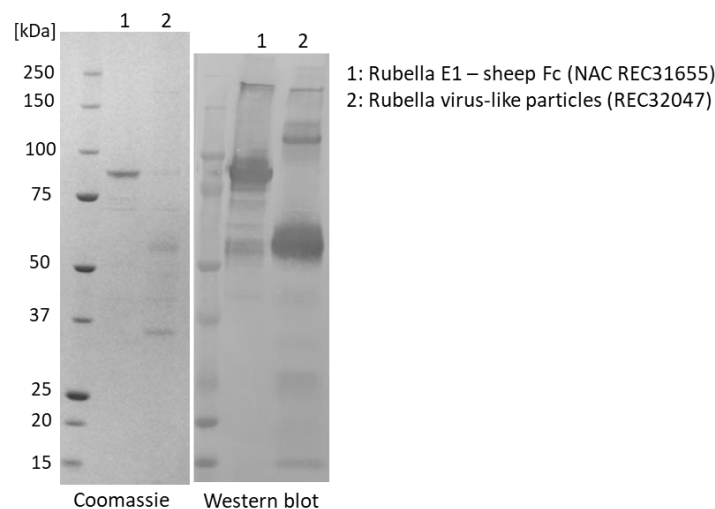 1 2
[kDa]
1 2
250
150
100
75
50
37
25
20
15
1: Rubella E1 – sheep Fc (NAC REC31655)
2: Rubella virus-like particles (REC32047)
Coomassie
Western blot